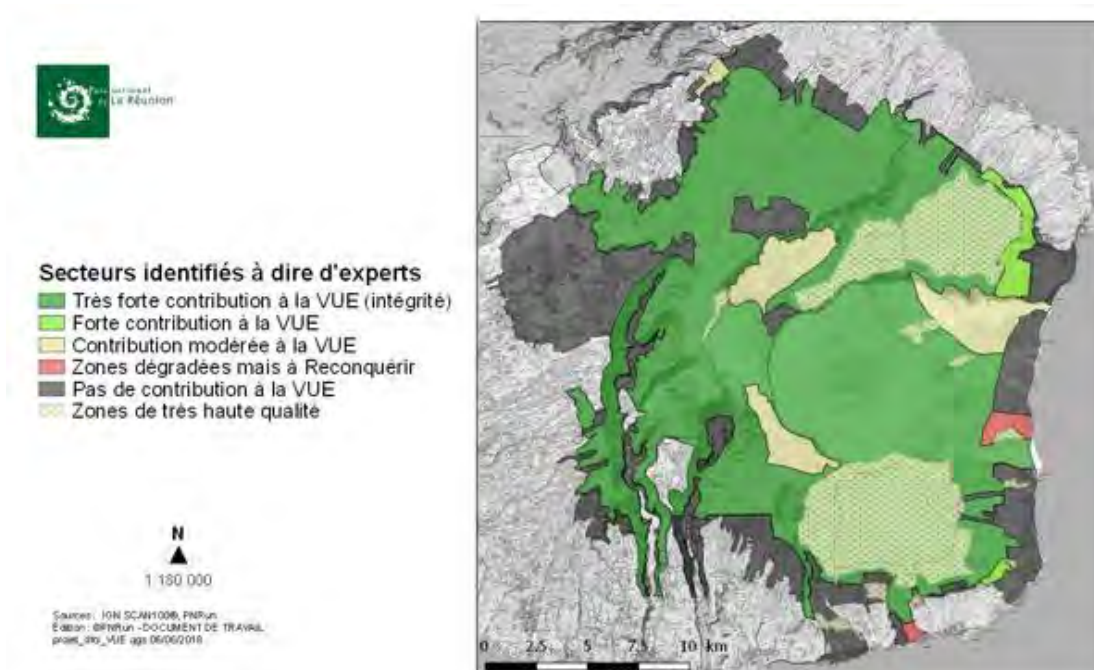 Parc national
de La Réunion
Secteurs identifiés à dire d'experts
Très forte contribution à la VUE (intégrité)
Forte contribution à la VUE
Contribution modérée à la VUE
Zones dégradées mais à Reconquérir
Pas de contribution à la VUE
Zones de très haute qualité
N
1 180 000
Sources : IGN SCAN100®, PNRun
Edition : ©PNRun - DOCUMENT DE TRAVAIL
0 2.5 5 7.5 10 km